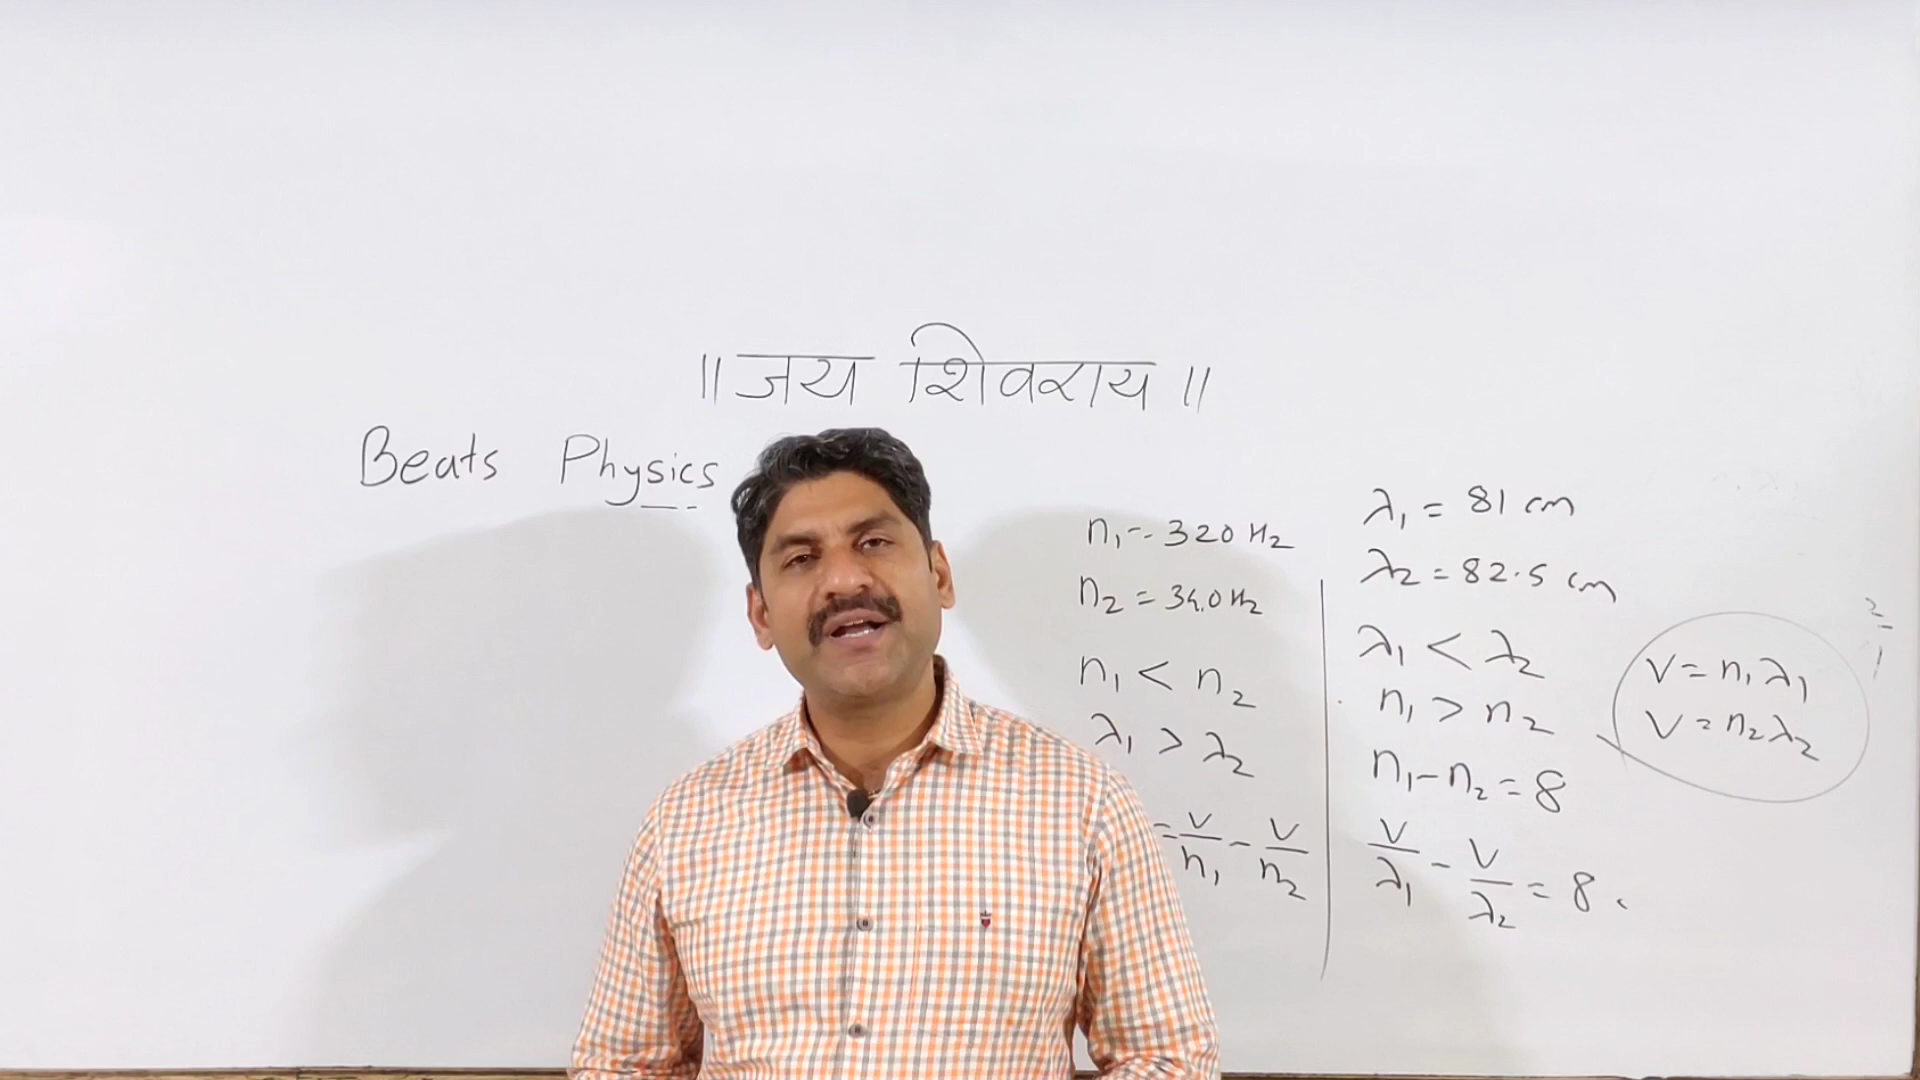 ॥ जय शिवराय ॥
Beats Physics
n₁ = 320 Hz
n₂ = 340 Hz
n₁ < n₂
λ₁ > λ₂
= v/n₁ - v/n₂
λ₁ = 81 cm
λ₂ = 82.5 cm
λ₁ < λ₂
n₁ > n₂
n₁ - n₂ = 8
v/λ₁ - v/λ₂ = 8
v = n₁λ₁
v = n₂λ₂